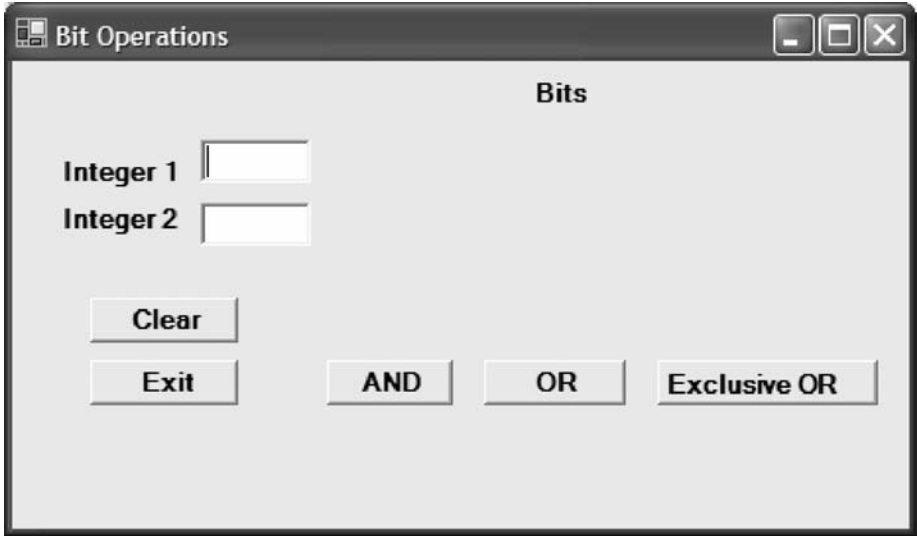 Bit Operations
Bits
Integer 1
Integer 2
Clear
Exit AND OR Exclusive OR